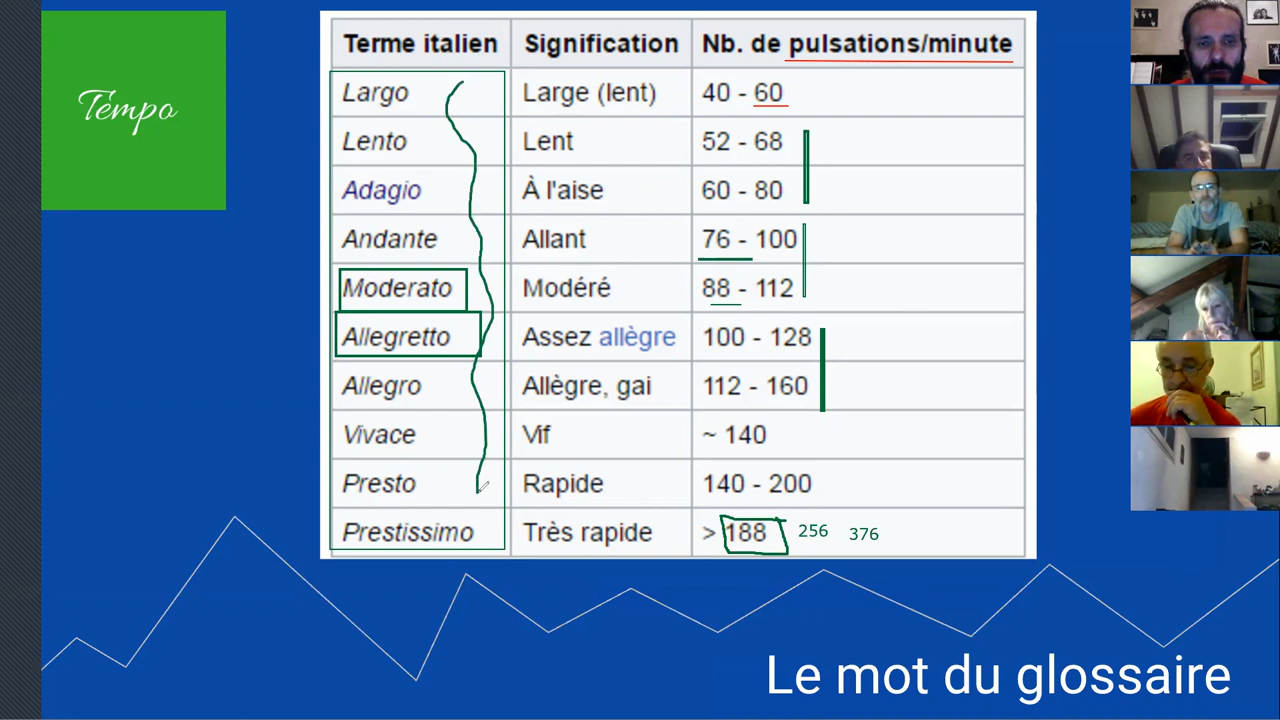 Tempo
Terme italien Signification Nb. de pulsations/minute
Largo Large (lent) 40 - 60
Lento Lent 52 - 68
Adagio À l'aise 60 - 80
Andante Allant 76 - 100
Moderato Modéré 88 - 112
Allegretto Assez allègre 100 - 128
Allegro Allègre, gai 112 - 160
Vivace Vif ~ 140
Presto Rapide 140 - 200
Prestissimo Très rapide > 188 256 376
Le mot du glossaire